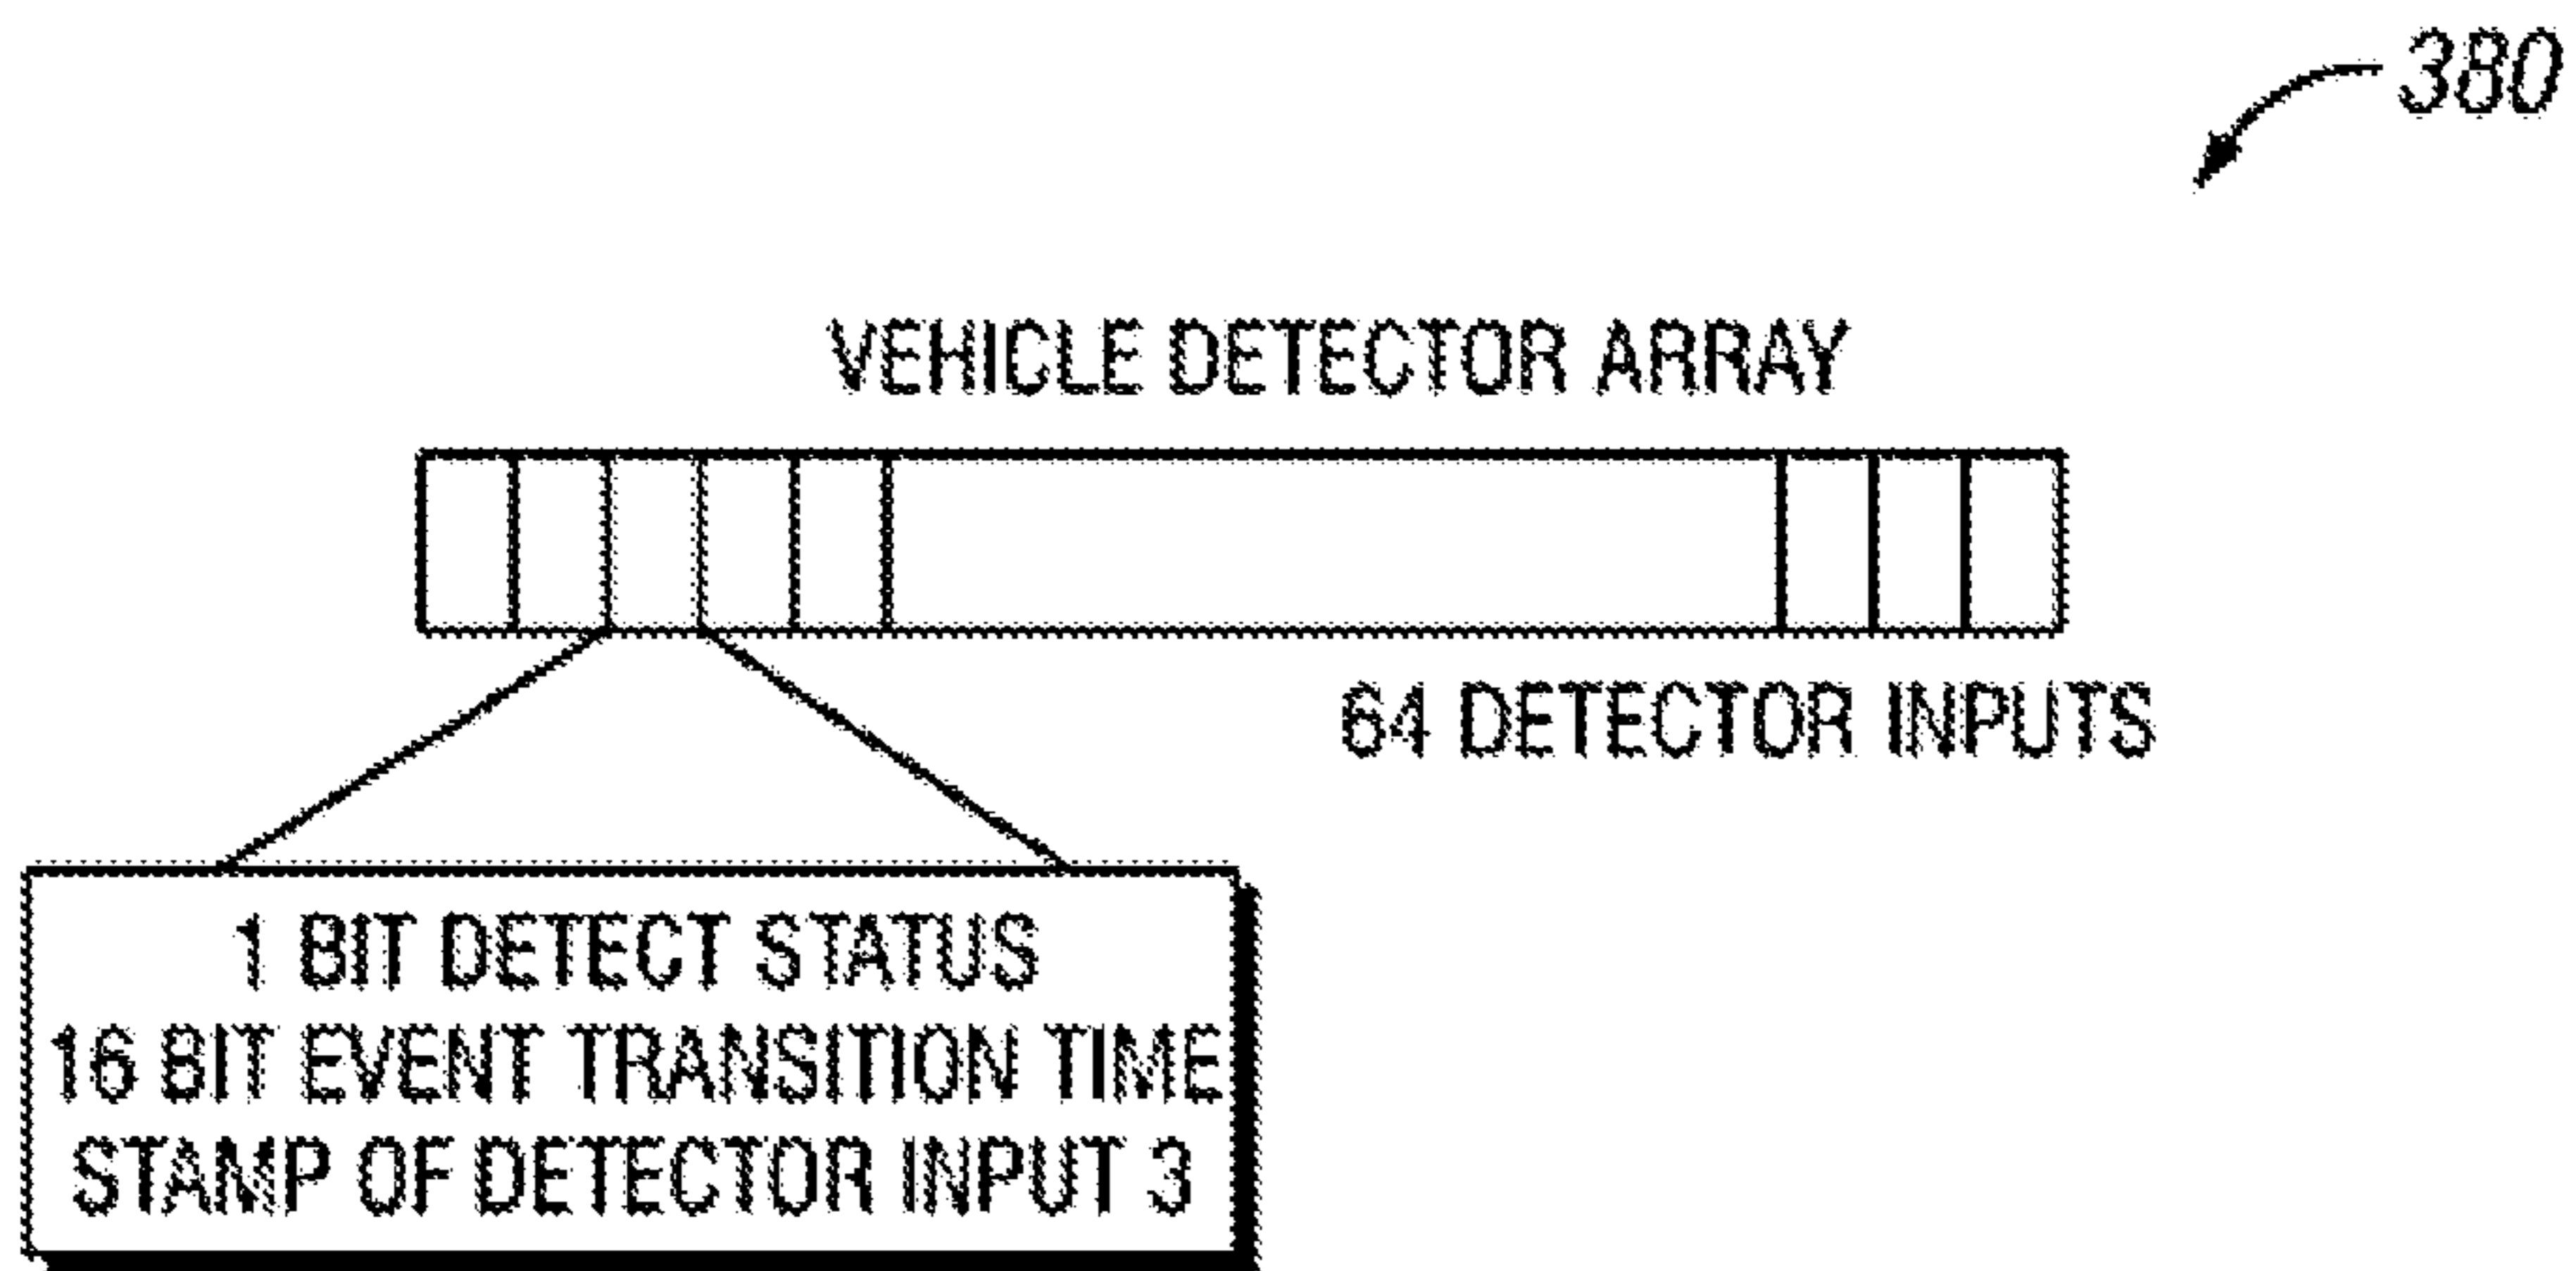 380
VEHICLE DETECTOR ARRAY
64 DETECTOR INPUTS
1 BIT DETECT STATUS
16 BIT EVENT TRANSITION TIME
STAMP OF DETECTOR INPUT 3